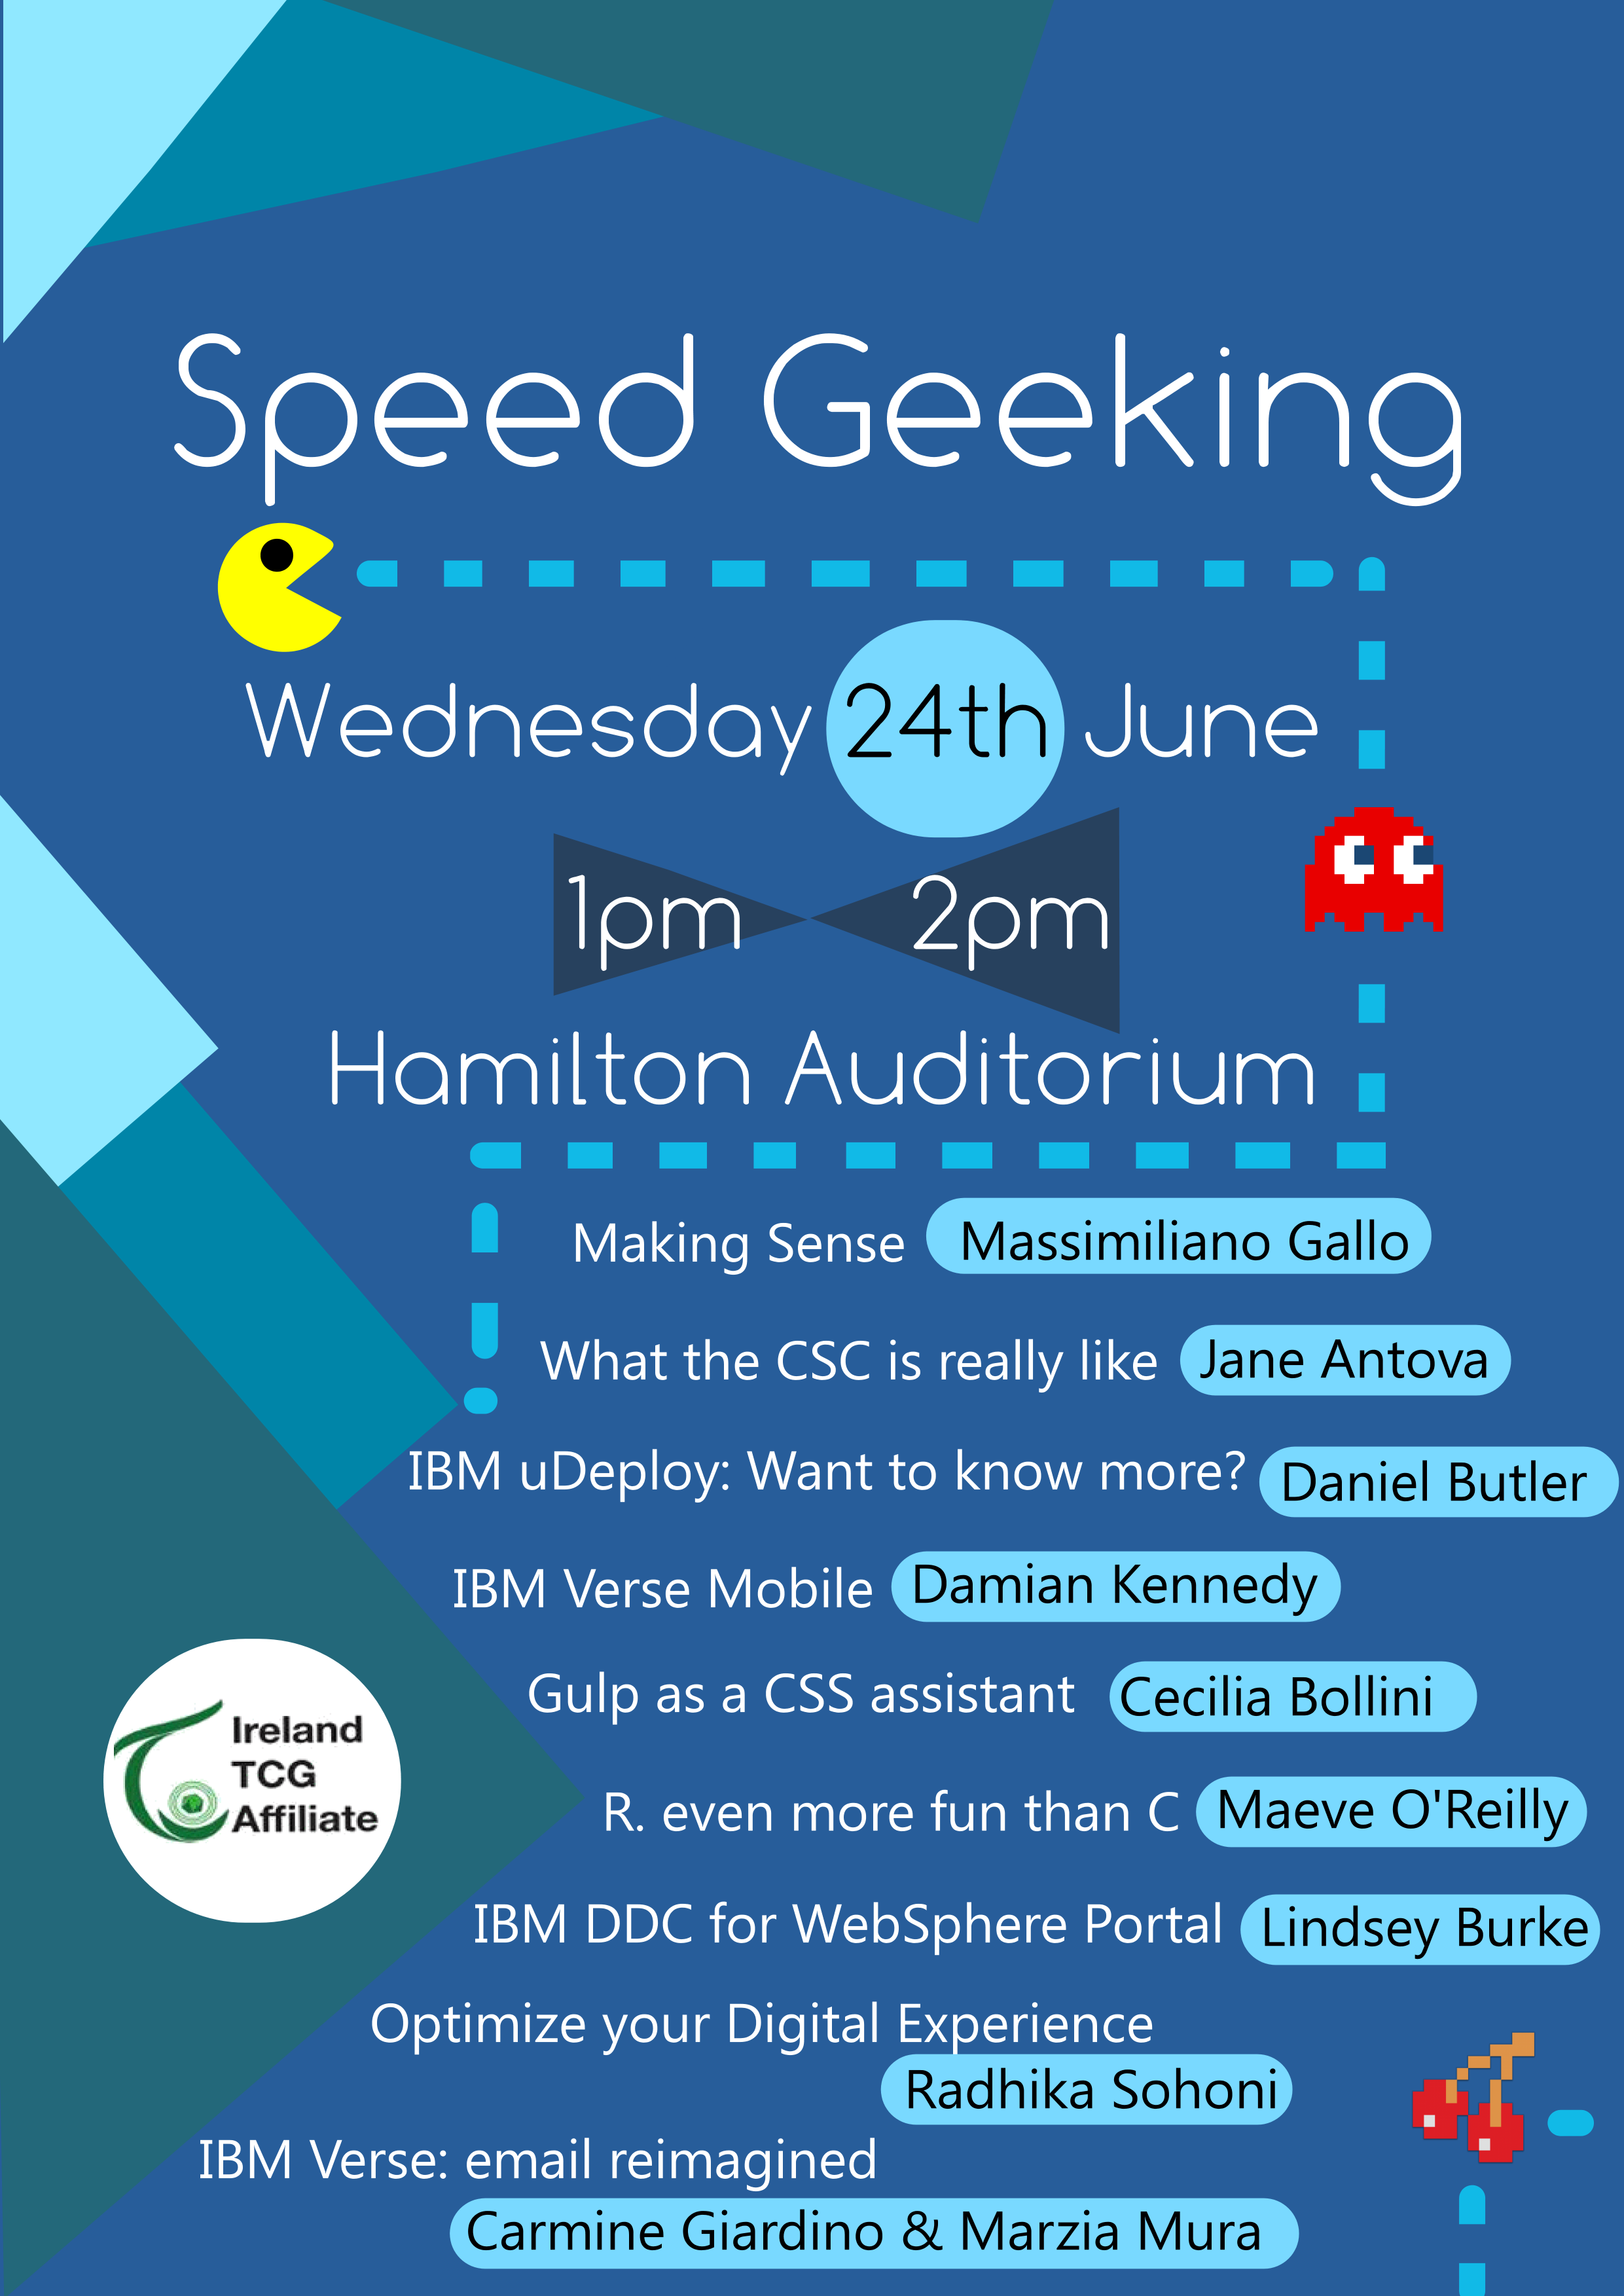 Speed Geeking
Wednesday 24th June
1pm 2pm
Hamilton Auditorium
Making Sense Massimiliano Gallo
What the CSC is really like Jane Antova
IBM uDeploy: Want to know more? Daniel Butler
IBM Verse Mobile Damian Kennedy
Gulp as a CSS assistant Cecilia Bollini
Ireland
TCG
Affiliate
R. even more fun than C Maeve O'Reilly
IBM DDC for WebSphere Portal Lindsey Burke
Optimize your Digital Experience
Radhika Sohoni
IBM Verse: email reimagined
Carmine Giardino & Marzia Mura